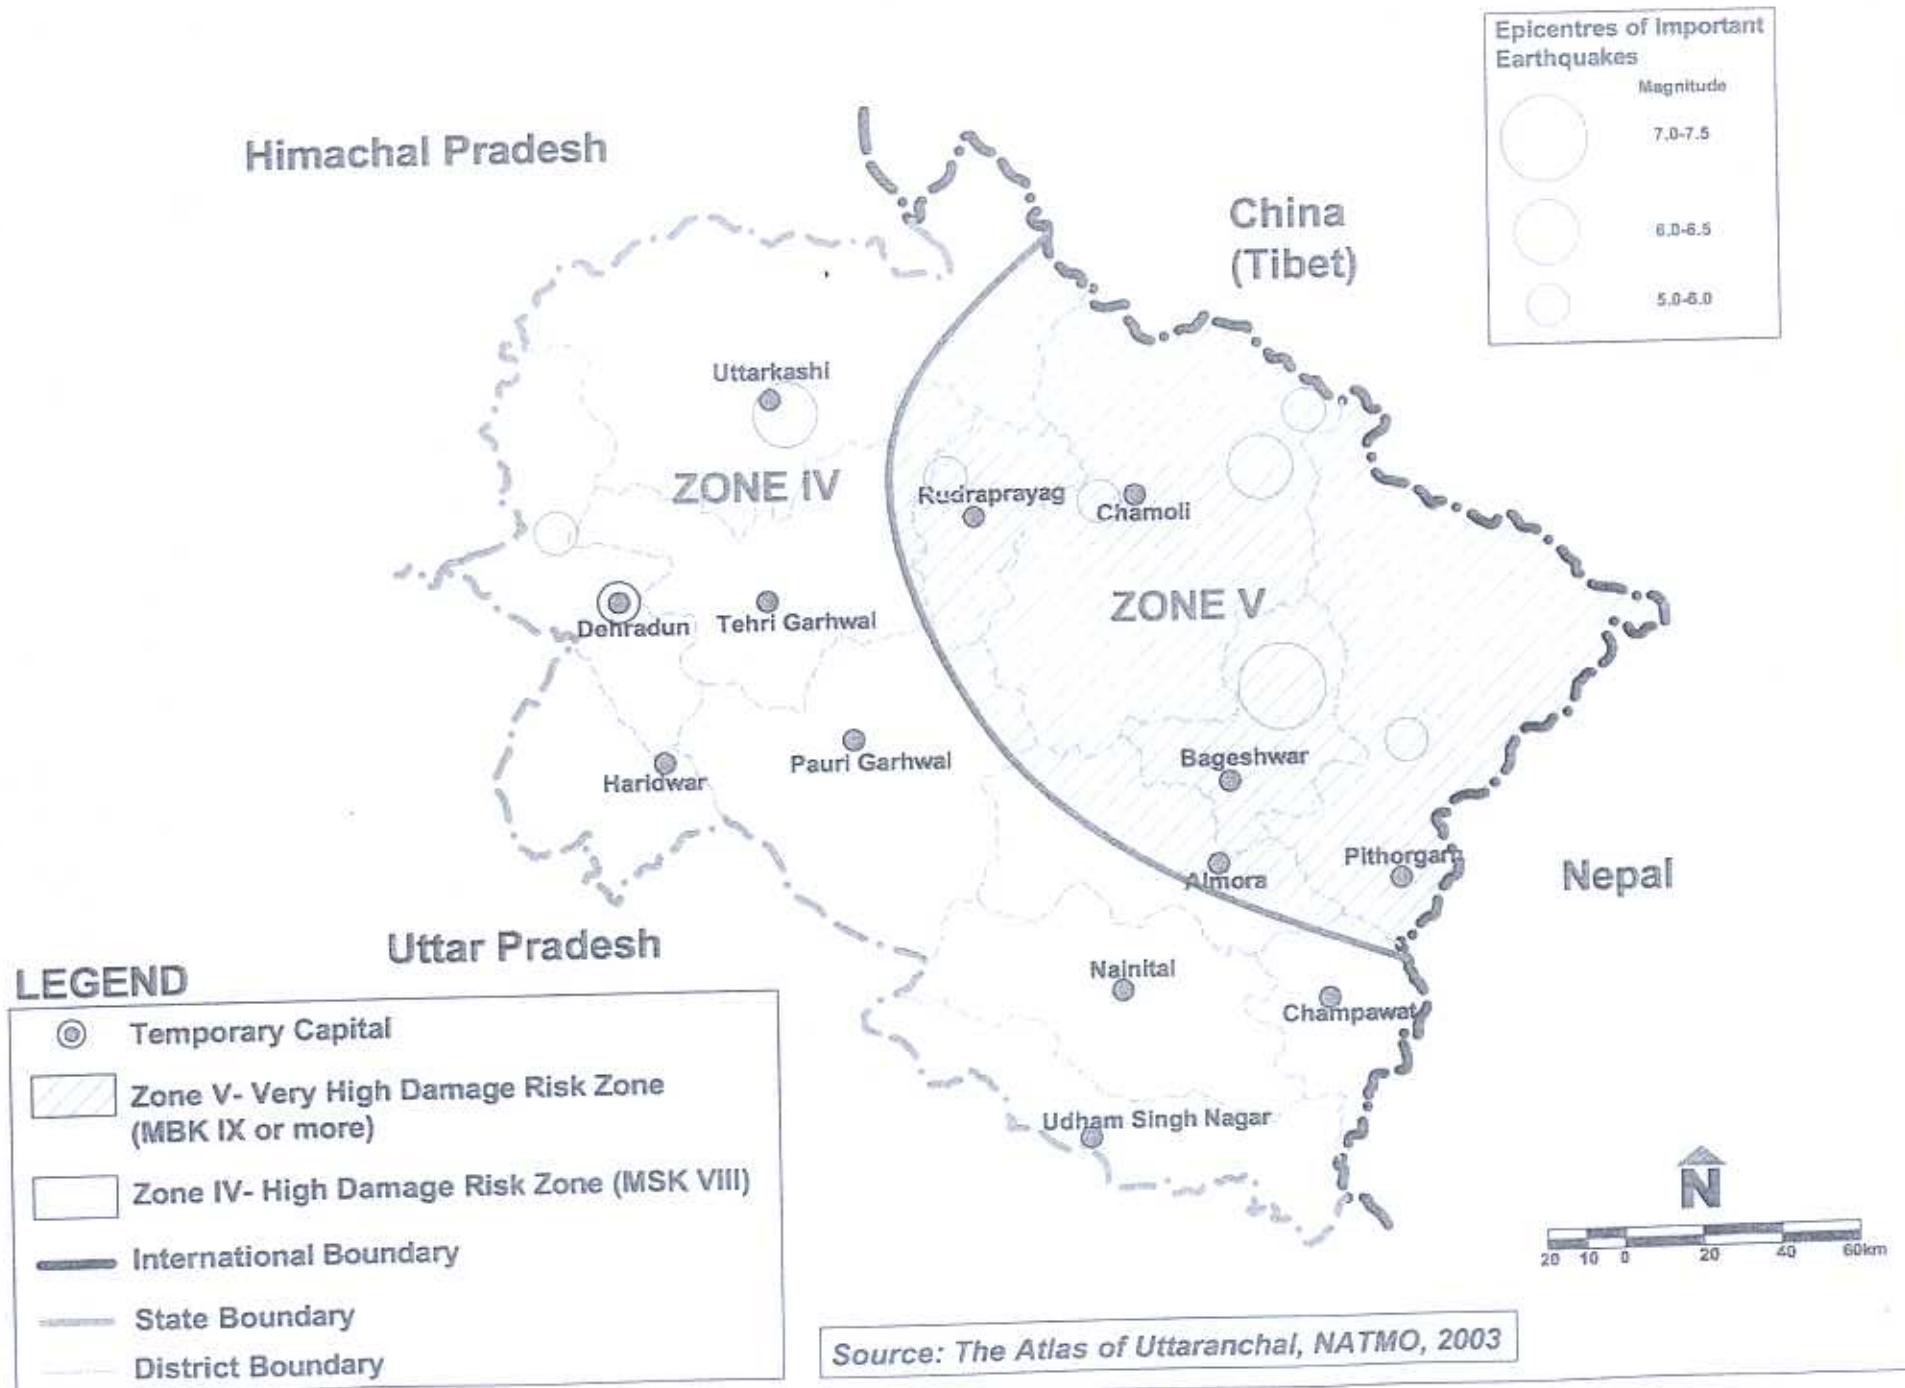 Epicentres of Important
Earthquakes
Magnitude
7.0-7.5
6.0-6.5
5.0-6.0
Himachal Pradesh
China
(Tibet)
Uttarkashi
ZONE IV
Rudraprayag
Chamoli
ZONE V
Dehradun
Tehri Garhwal
Haridwar
Pauri Garhwal
Bageshwar
Almora
Pithorgarh
Nepal
Uttar Pradesh
Nainital
Champawat
Udham Singh Nagar
LEGEND
Temporary Capital
Zone V- Very High Damage Risk Zone
(MBK IX or more)
Zone IV- High Damage Risk Zone (MSK VIII)
International Boundary
State Boundary
District Boundary
N
20 10 0 20 40 60km
Source: The Atlas of Uttaranchal, NATMO, 2003